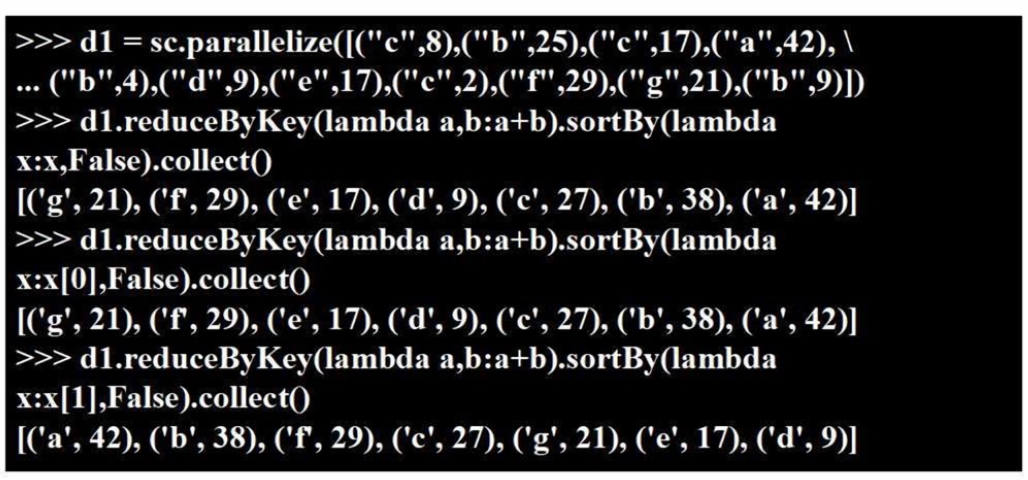 >>> d1 = sc.parallelize([("c",8),("b",25),("c",17),("a",42), \
... ("b",4),("d",9),("e",17),("c",2),("f",29),("g",21),("b",9)])
>>> d1.reduceByKey(lambda a,b:a+b).sortBy(lambda
x:x,False).collect()
[('g', 21), ('f', 29), ('e', 17), ('d', 9), ('c', 27), ('b', 38), ('a', 42)]
>>> d1.reduceByKey(lambda a,b:a+b).sortBy(lambda
x:x[0],False).collect()
[('g', 21), ('f', 29), ('e', 17), ('d', 9), ('c', 27), ('b', 38), ('a', 42)]
>>> d1.reduceByKey(lambda a,b:a+b).sortBy(lambda
x:x[1],False).collect()
[('a', 42), ('b', 38), ('f', 29), ('c', 27), ('g', 21), ('e', 17), ('d', 9)]